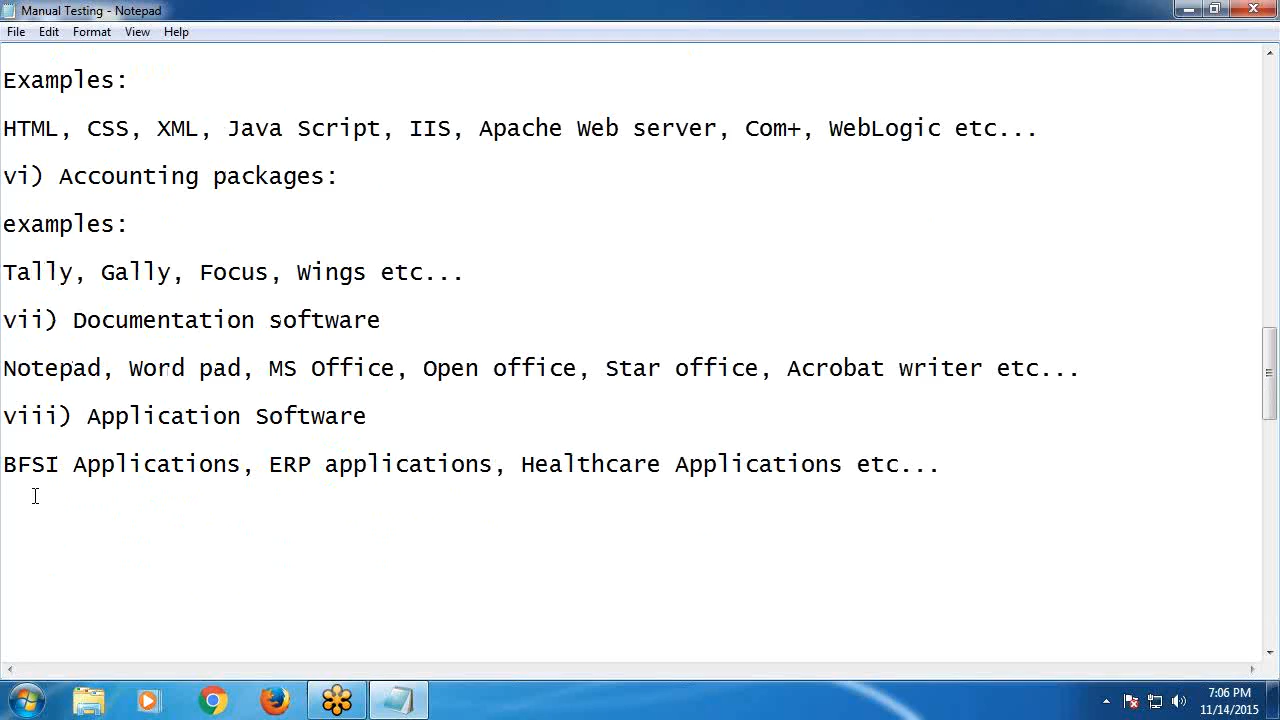 Manual Testing - Notepad
File Edit Format View Help
Examples:
HTML, CSS, XML, Java Script, IIS, Apache Web server, Com+, WebLogic etc...
vi) Accounting packages:
examples:
Tally, Gally, Focus, Wings etc...
vii) Documentation software
Notepad, Word pad, MS Office, Open office, Star office, Acrobat writer etc...
viii) Application Software
BFSI Applications, ERP applications, Healthcare Applications etc...
7:06 PM
11/14/2015